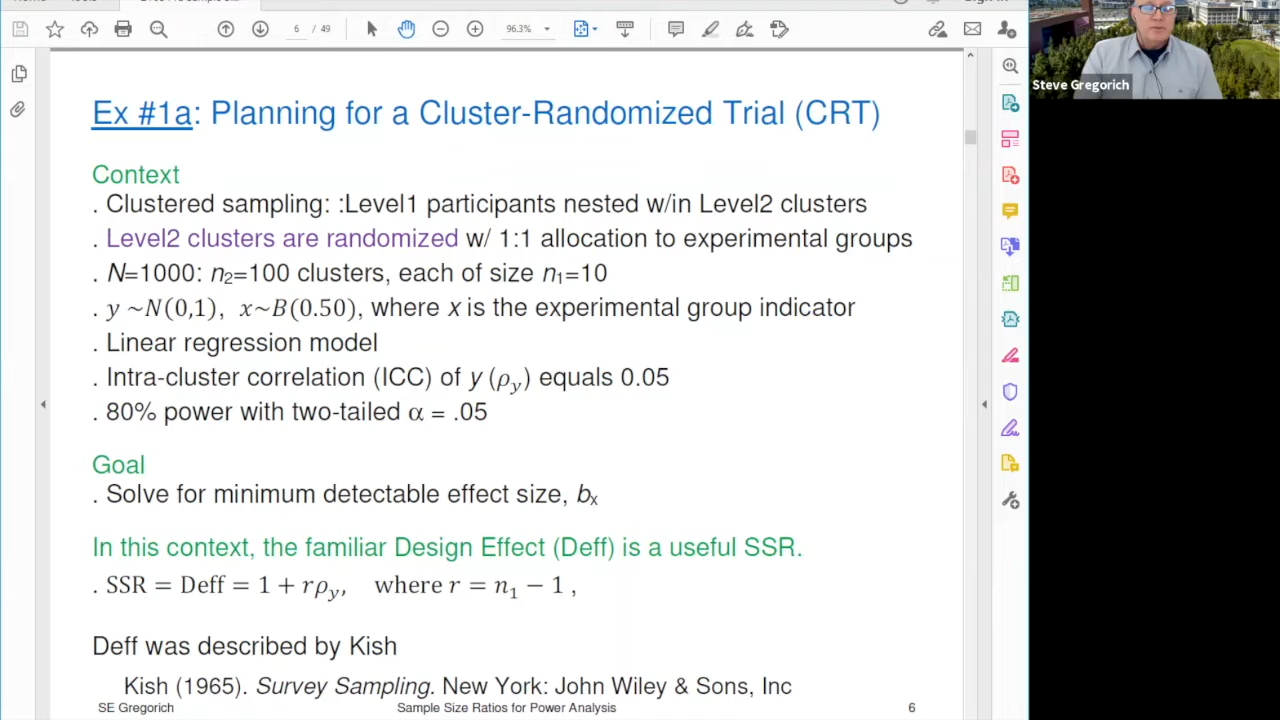 6 / 49
96.3%
Steve Gregorich
Ex #1a: Planning for a Cluster-Randomized Trial (CRT)
Context
. Clustered sampling: :Level1 participants nested w/in Level2 clusters
. Level2 clusters are randomized w/ 1:1 allocation to experimental groups
. N=1000: n₂=100 clusters, each of size n₁=10
. y ~N(0,1), x~B(0.50), where x is the experimental group indicator
. Linear regression model
. Intra-cluster correlation (ICC) of y (ρy) equals 0.05
. 80% power with two-tailed α = .05
Goal
. Solve for minimum detectable effect size, bₓ
In this context, the familiar Design Effect (Deff) is a useful SSR.
. SSR = Deff = 1 + rρy, where r = n₁ − 1 ,
Deff was described by Kish
Kish (1965). Survey Sampling. New York: John Wiley & Sons, Inc
SE Gregorich Sample Size Ratios for Power Analysis 6